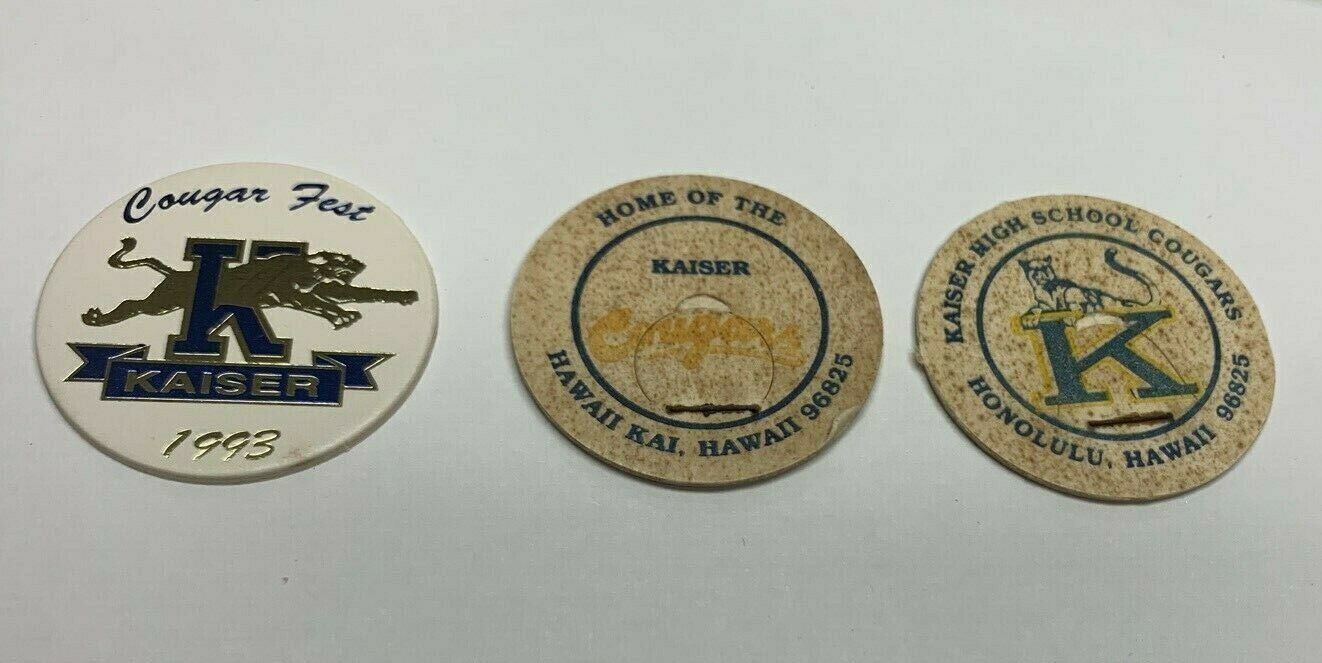 Cougar Fest
K
KAISER
1993
HOME OF THE
KAISER
Cougars
HAWAII KAI, HAWAII 96825
KAISER HIGH SCHOOL COUGARS
K
HONOLULU, HAWAII 96825